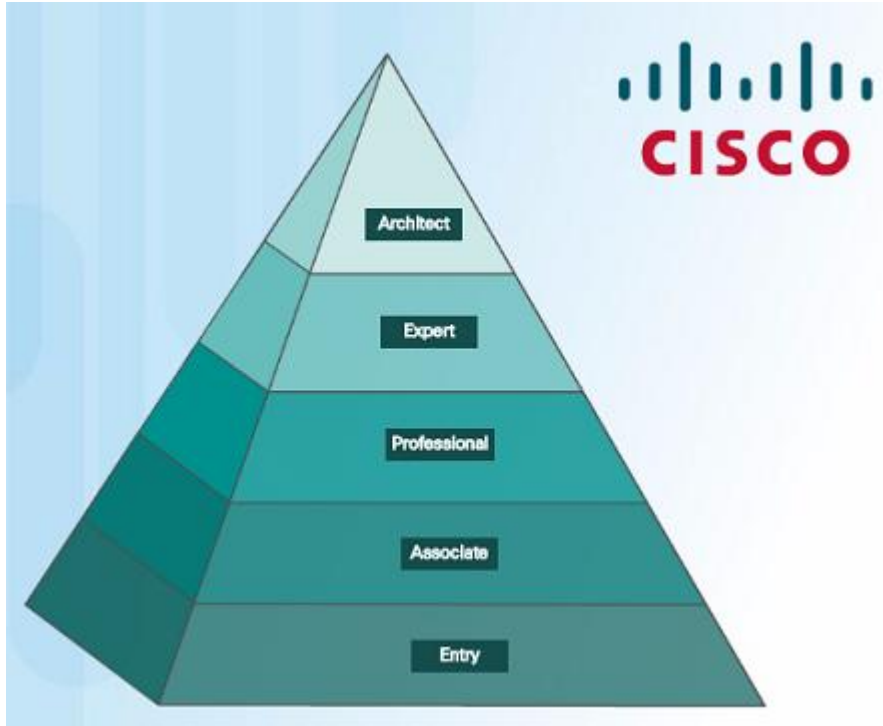 CISCO
Architect
Expert
Professional
Associate
Entry